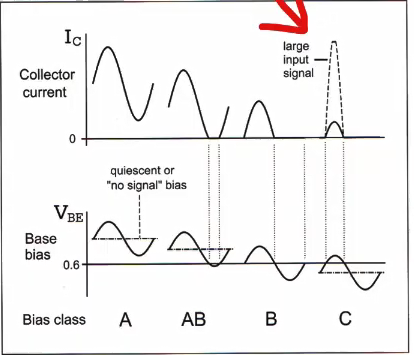 I_C
large
input
signal
Collector
current
0
quiescent or
"no signal" bias
V_BE
Base
bias
0.6
Bias class A AB B C